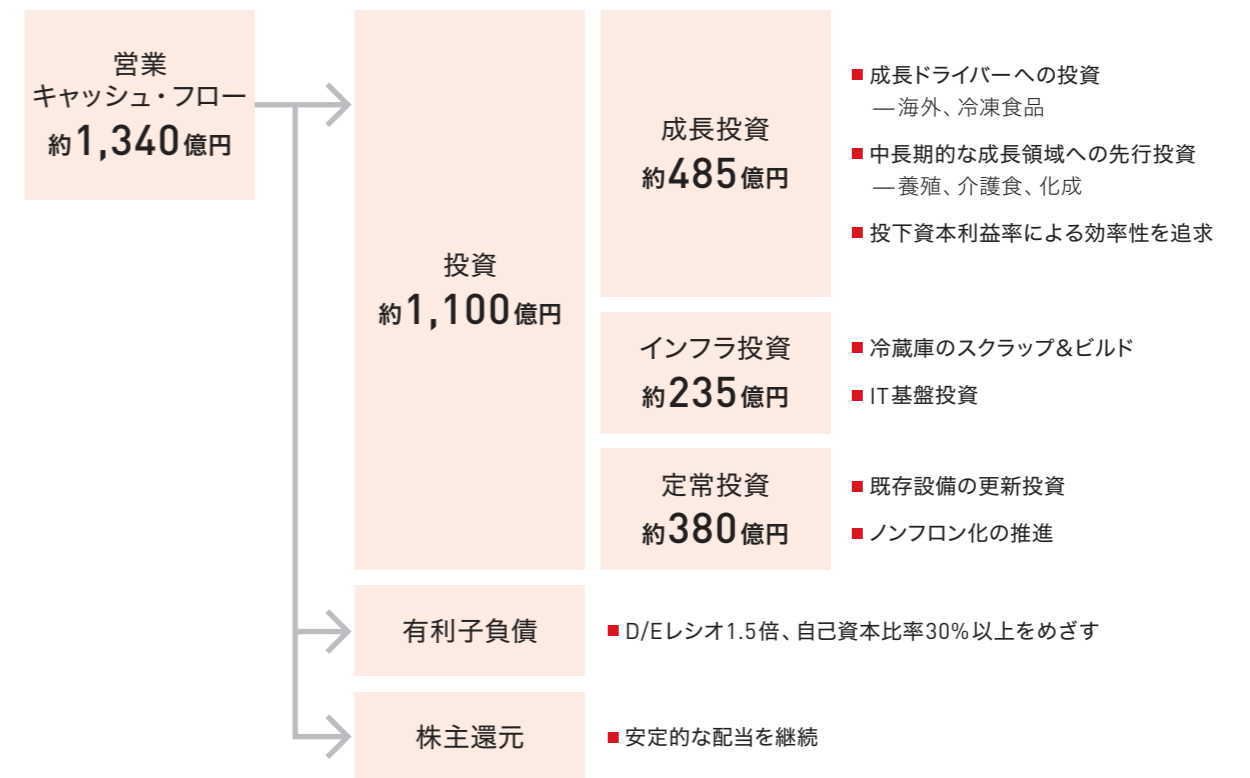 営業
キャッシュ・フロー
約1,340億円
投資
約1,100億円
成長投資
約485億円
■ 成長ドライバーへの投資
―海外、冷凍食品
■ 中長期的な成長領域への先行投資
―養殖、介護食、化成
■ 投下資本利益率による効率性を追求
インフラ投資
約235億円
■ 冷蔵庫のスクラップ&ビルド
■ IT基盤投資
定常投資
約380億円
■ 既存設備の更新投資
■ ノンフロン化の推進
有利子負債
■ D/Eレシオ1.5倍、自己資本比率30%以上をめざす
株主還元
■ 安定的な配当を継続